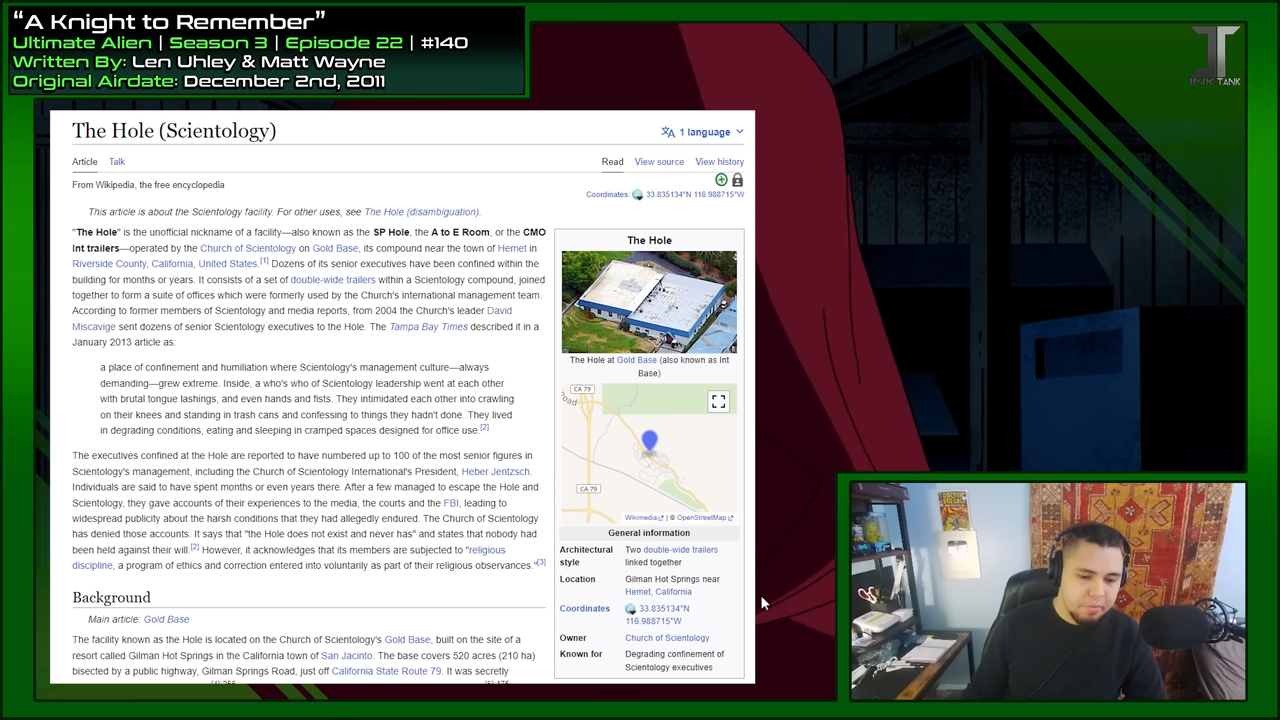 "A Knight to Remember"
Ultimate Alien | Season 3 | Episode 22 | #140
Written By: Len Uhley & Matt Wayne
Original Airdate: December 2nd, 2011
INK TANK
The Hole (Scientology)
1 language
Article Talk
Read View source View history
From Wikipedia, the free encyclopedia
Coordinates: 33.835134°N 116.988715°W
This article is about the Scientology facility. For other uses, see The Hole (disambiguation).
"The Hole" is the unofficial nickname of a facility—also known as the SP Hole, the A to E Room, or the CMO
Int trailers—operated by the Church of Scientology on Gold Base, its compound near the town of Hemet in
Riverside County, California, United States.[1] Dozens of its senior executives have been confined within the
building for months or years. It consists of a set of double-wide trailers within a Scientology compound, joined
together to form a suite of offices which were formerly used by the Church's international management team.
According to former members of Scientology and media reports, from 2004 the Church's leader David
Miscavige sent dozens of senior Scientology executives to the Hole. The Tampa Bay Times described it in a
January 2013 article as:
a place of confinement and humiliation where Scientology's management culture—always
demanding—grew extreme. Inside, a who's who of Scientology leadership went at each other
with brutal tongue lashings, and even hands and fists. They intimidated each other into crawling
on their knees and standing in trash cans and confessing to things they hadn't done. They lived
in degrading conditions, eating and sleeping in cramped spaces designed for office use.[2]
The executives confined at the Hole are reported to have numbered up to 100 of the most senior figures in
Scientology's management, including the Church of Scientology International's President, Heber Jentzsch.
Individuals are said to have spent months or even years there. After a few managed to escape the Hole and
Scientology, they gave accounts of their experiences to the media, the courts and the FBI, leading to
widespread publicity about the harsh conditions that they had allegedly endured. The Church of Scientology
has denied those accounts. It says that "the Hole does not exist and never has" and states that nobody had
been held against their will.[2] However, it acknowledges that its members are subjected to "religious
discipline, a program of ethics and correction entered into voluntarily as part of their religious observances."[3]
Background
Main article: Gold Base
The facility known as the Hole is located on the Church of Scientology's Gold Base, built on the site of a
resort called Gilman Hot Springs in the California town of San Jacinto. The base covers 520 acres (210 ha)
bisected by a public highway, Gilman Springs Road, just off California State Route 79. It was secretly
The Hole
The Hole at Gold Base (also known as Int
Base)
CA 79
Road
CA 79
Wikimedia | © OpenStreetMap
General information
Architectural style Two double-wide trailers
linked together
Location Gilman Hot Springs near
Hemet, California
Coordinates 33.835134°N
116.988715°W
Owner Church of Scientology
Known for Degrading confinement of
Scientology executives